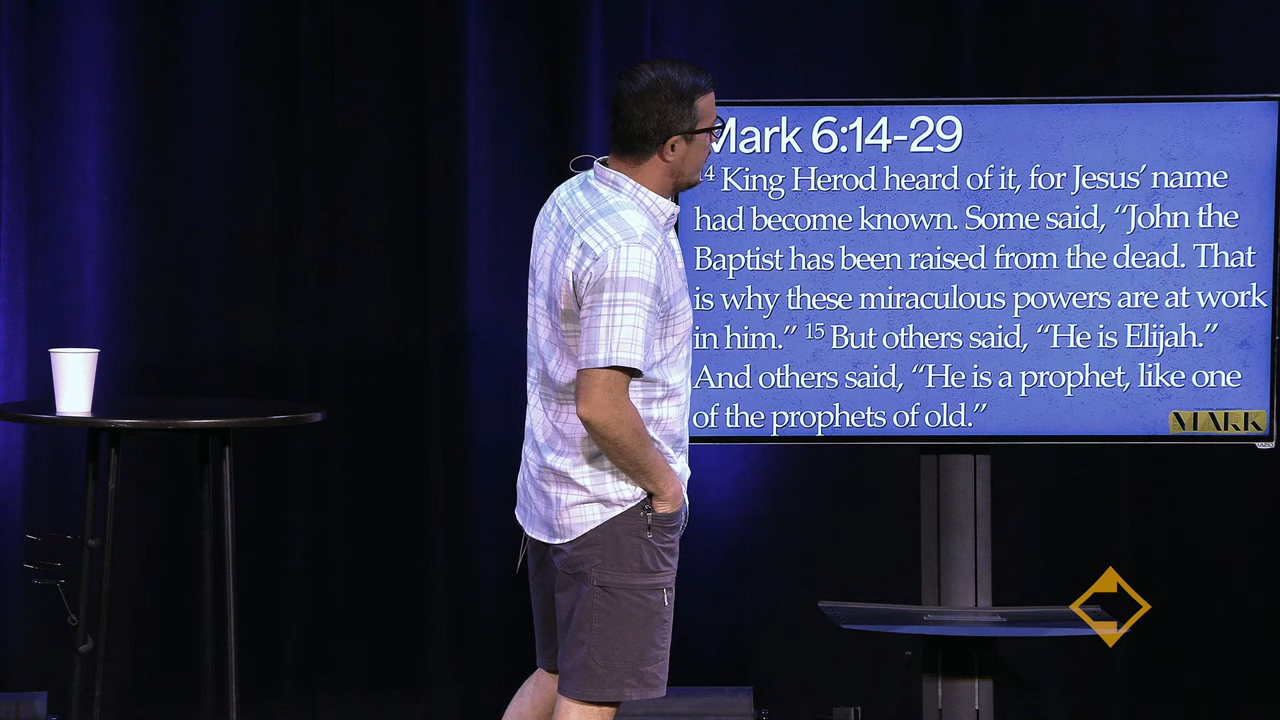 Mark 6:14-29
14 King Herod heard of it, for Jesus’ name
had become known. Some said, “John the
Baptist has been raised from the dead. That
is why these miraculous powers are at work
in him.” 15 But others said, “He is Elijah.”
And others said, “He is a prophet, like one
of the prophets of old.”
MARK
VIZIO